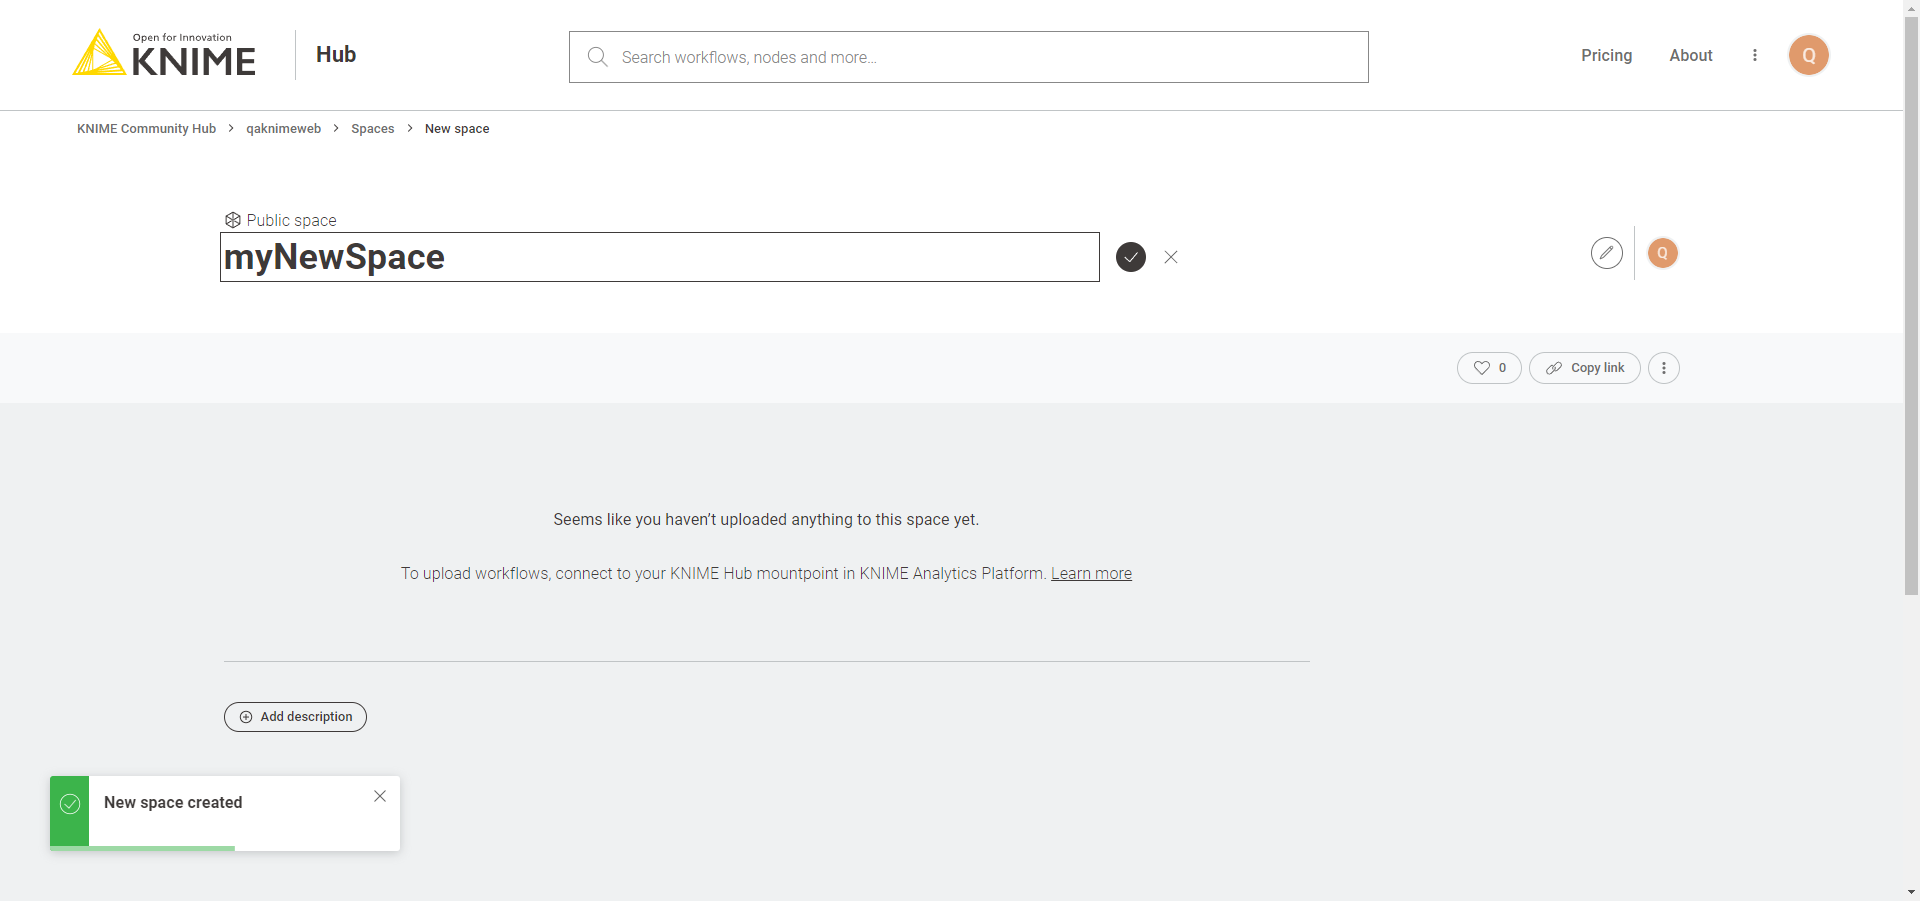 Open for Innovation
KNIME
Hub
Search workflows, nodes and more...
Pricing
About
Q
KNIME Community Hub
qaknimeweb
Spaces
New space
Public space
myNewSpace
Q
0
Copy link
Seems like you haven’t uploaded anything to this space yet.
To upload workflows, connect to your KNIME Hub mountpoint in KNIME Analytics Platform. Learn more
Add description
New space created